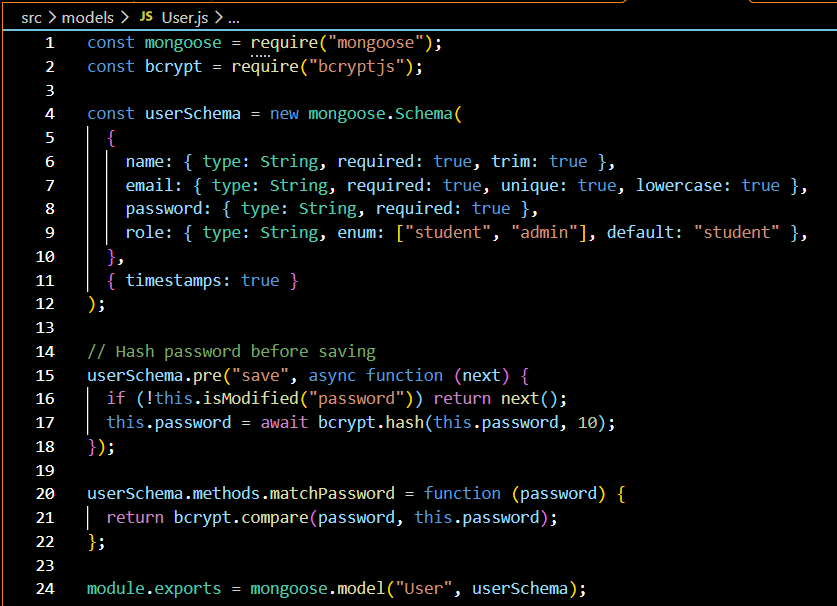 src > models > JS User.js > ...
1 const mongoose = require("mongoose");
2 const bcrypt = require("bcryptjs");
3
4 const userSchema = new mongoose.Schema(
5   {
6     name: { type: String, required: true, trim: true },
7     email: { type: String, required: true, unique: true, lowercase: true },
8     password: { type: String, required: true },
9     role: { type: String, enum: ["student", "admin"], default: "student" },
10   },
11   { timestamps: true }
12 );
13
14 // Hash password before saving
15 userSchema.pre("save", async function (next) {
16   if (!this.isModified("password")) return next();
17   this.password = await bcrypt.hash(this.password, 10);
18 });
19
20 userSchema.methods.matchPassword = function (password) {
21   return bcrypt.compare(password, this.password);
22 };
23
24 module.exports = mongoose.model("User", userSchema);